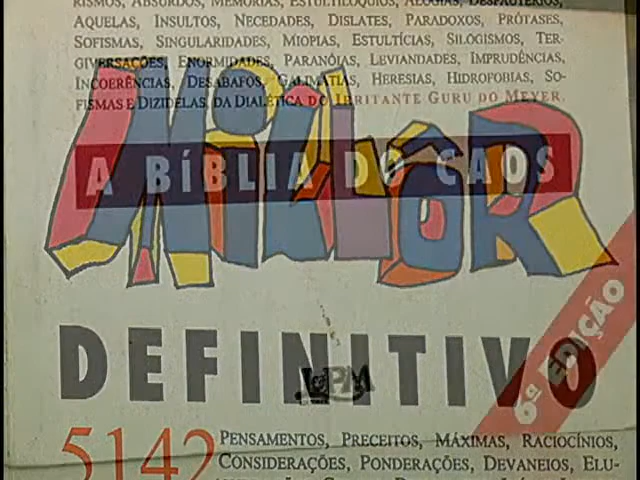 RISMOS, ABSURDOS, MEMÓRIAS, ESTULTILÓQUIOS, ALOGIAS, DESPAUTÉRIOS,
AQUELAS, INSULTOS, NECEDADES, DISLATES, PARADOXOS, PRÓTASES,
SOFISMAS, SINGULARIDADES, MIOPIAS, ESTULTÍCIAS, SILOGISMOS, TER-
GIVERSAÇÕES, ENORMIDADES, PARANÓIAS, LEVIANDADES, IMPRUDÊNCIAS,
INCOERÊNCIAS, DESABAFOS, GALIMATIAS, HERESIAS, HIDROFOBIAS, SO-
FISMAS E DIZIDELAS, DA DIALÉTICA DO IRRITANTE GURU DO MEYER.
MILLÔR
A BÍBLIA DO CAOS
DEFINITIVO
L&PM
6ª EDIÇÃO
5142 PENSAMENTOS, PRECEITOS, MÁXIMAS, RACIOCÍNIOS,
CONSIDERAÇÕES, PONDERAÇÕES, DEVANEIOS, ELU-